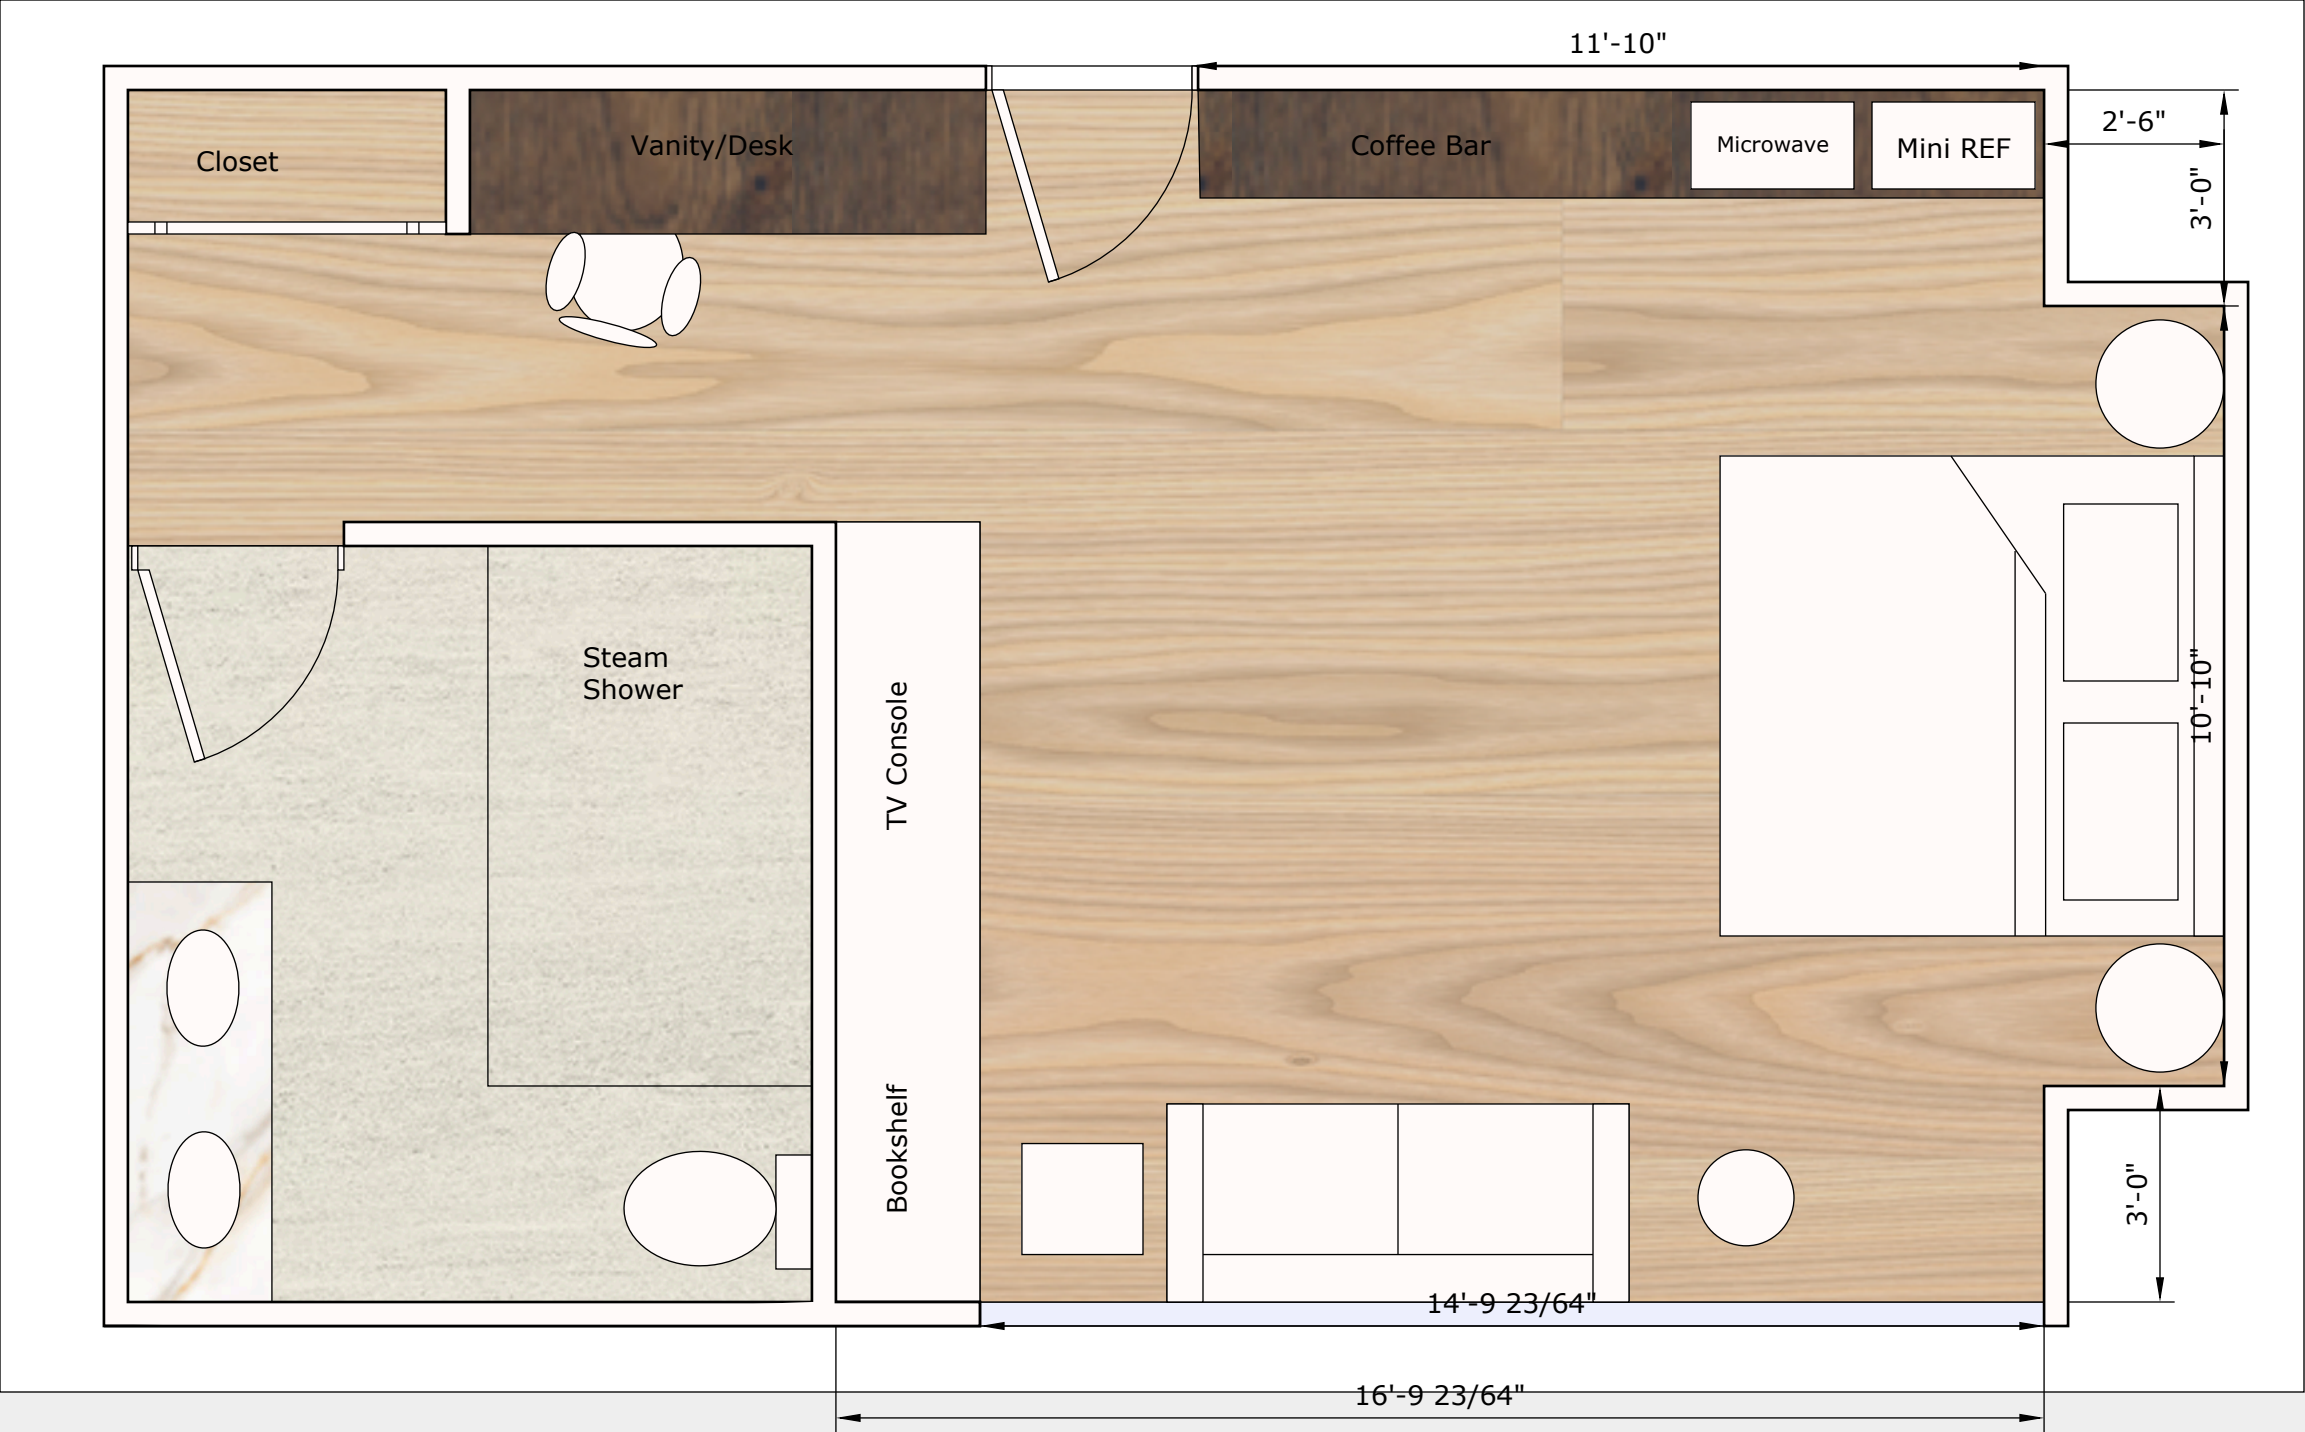 11'-10"
2'-6"
3'-0"
Closet
Vanity/Desk
Coffee Bar
Microwave
Mini REF
Steam
Shower
TV Console
10'-10"
Bookshelf
3'-0"
14'-9 23/64"
16'-9 23/64"